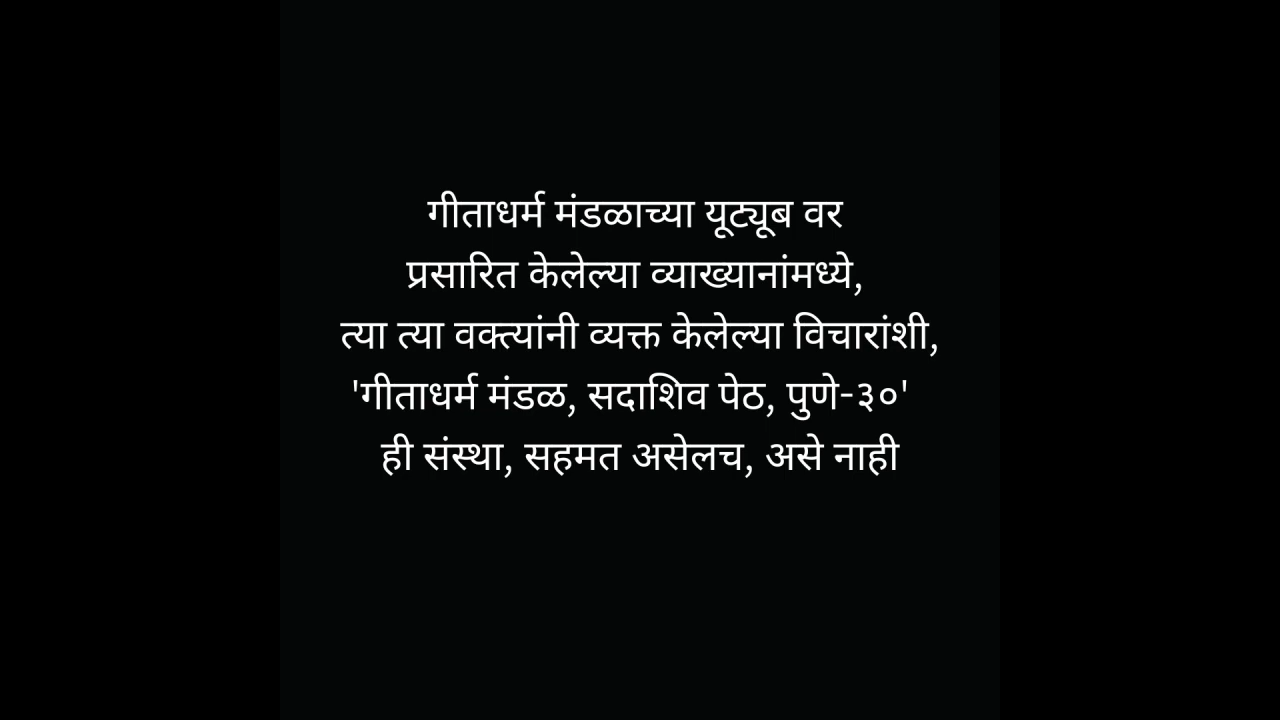 गीताधर्म मंडळाच्या यूट्यूब वर
प्रसारित केलेल्या व्याख्यानांमध्ये,
त्या त्या वक्त्यांनी व्यक्त केलेल्या विचारांशी,
'गीताधर्म मंडळ, सदाशिव पेठ, पुणे-३०'
ही संस्था, सहमत असेलच, असे नाही